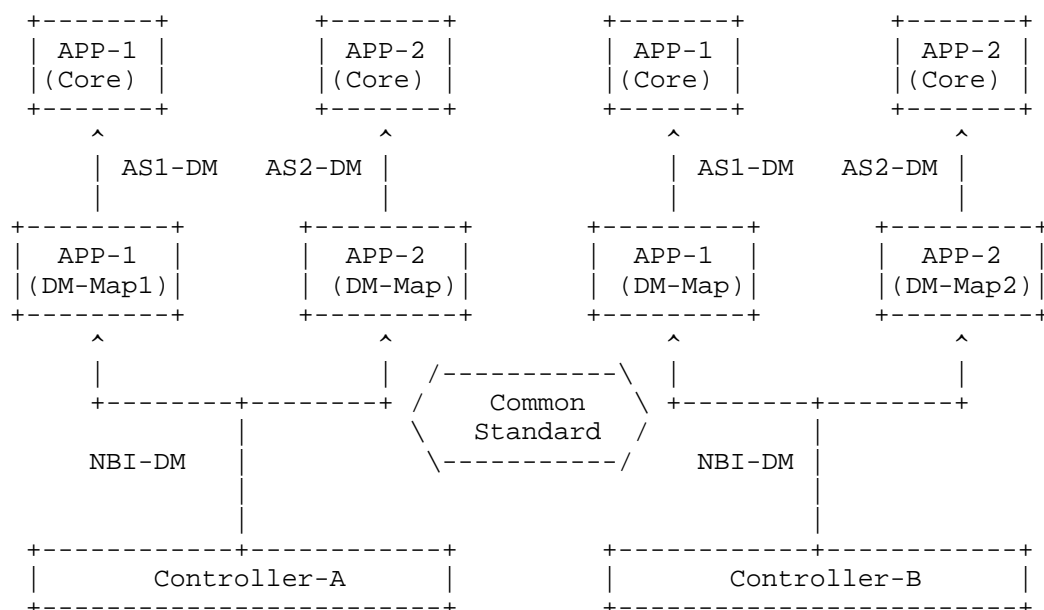 APP-1 APP-2 APP-1 APP-2
(Core) (Core) (Core) (Core)
AS1-DM AS2-DM AS1-DM AS2-DM
APP-1 APP-2 APP-1 APP-2
(DM-Map1) (DM-Map) (DM-Map) (DM-Map2)
Common
Standard
NBI-DM NBI-DM
Controller-A Controller-B